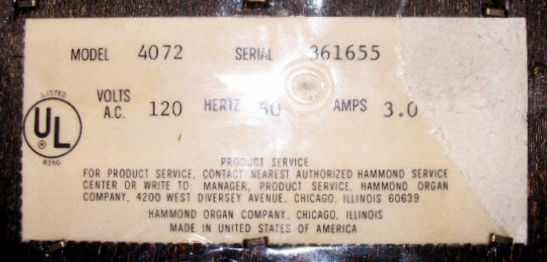 MODEL 4072 SERIAL 361655
LISTED
UL
®
VOLTS A.C. 120 HERTZ AMPS 3.0
PRODUCT SERVICE
FOR PRODUCT SERVICE, CONTACT NEAREST AUTHORIZED HAMMOND SERVICE
CENTER OR WRITE TO: MANAGER, PRODUCT SERVICE, HAMMOND ORGAN
COMPANY, 4200 WEST DIVERSEY AVENUE, CHICAGO, ILLINOIS 60639
HAMMOND ORGAN COMPANY, CHICAGO, ILLINOIS
MADE IN UNITED STATES OF AMERICA